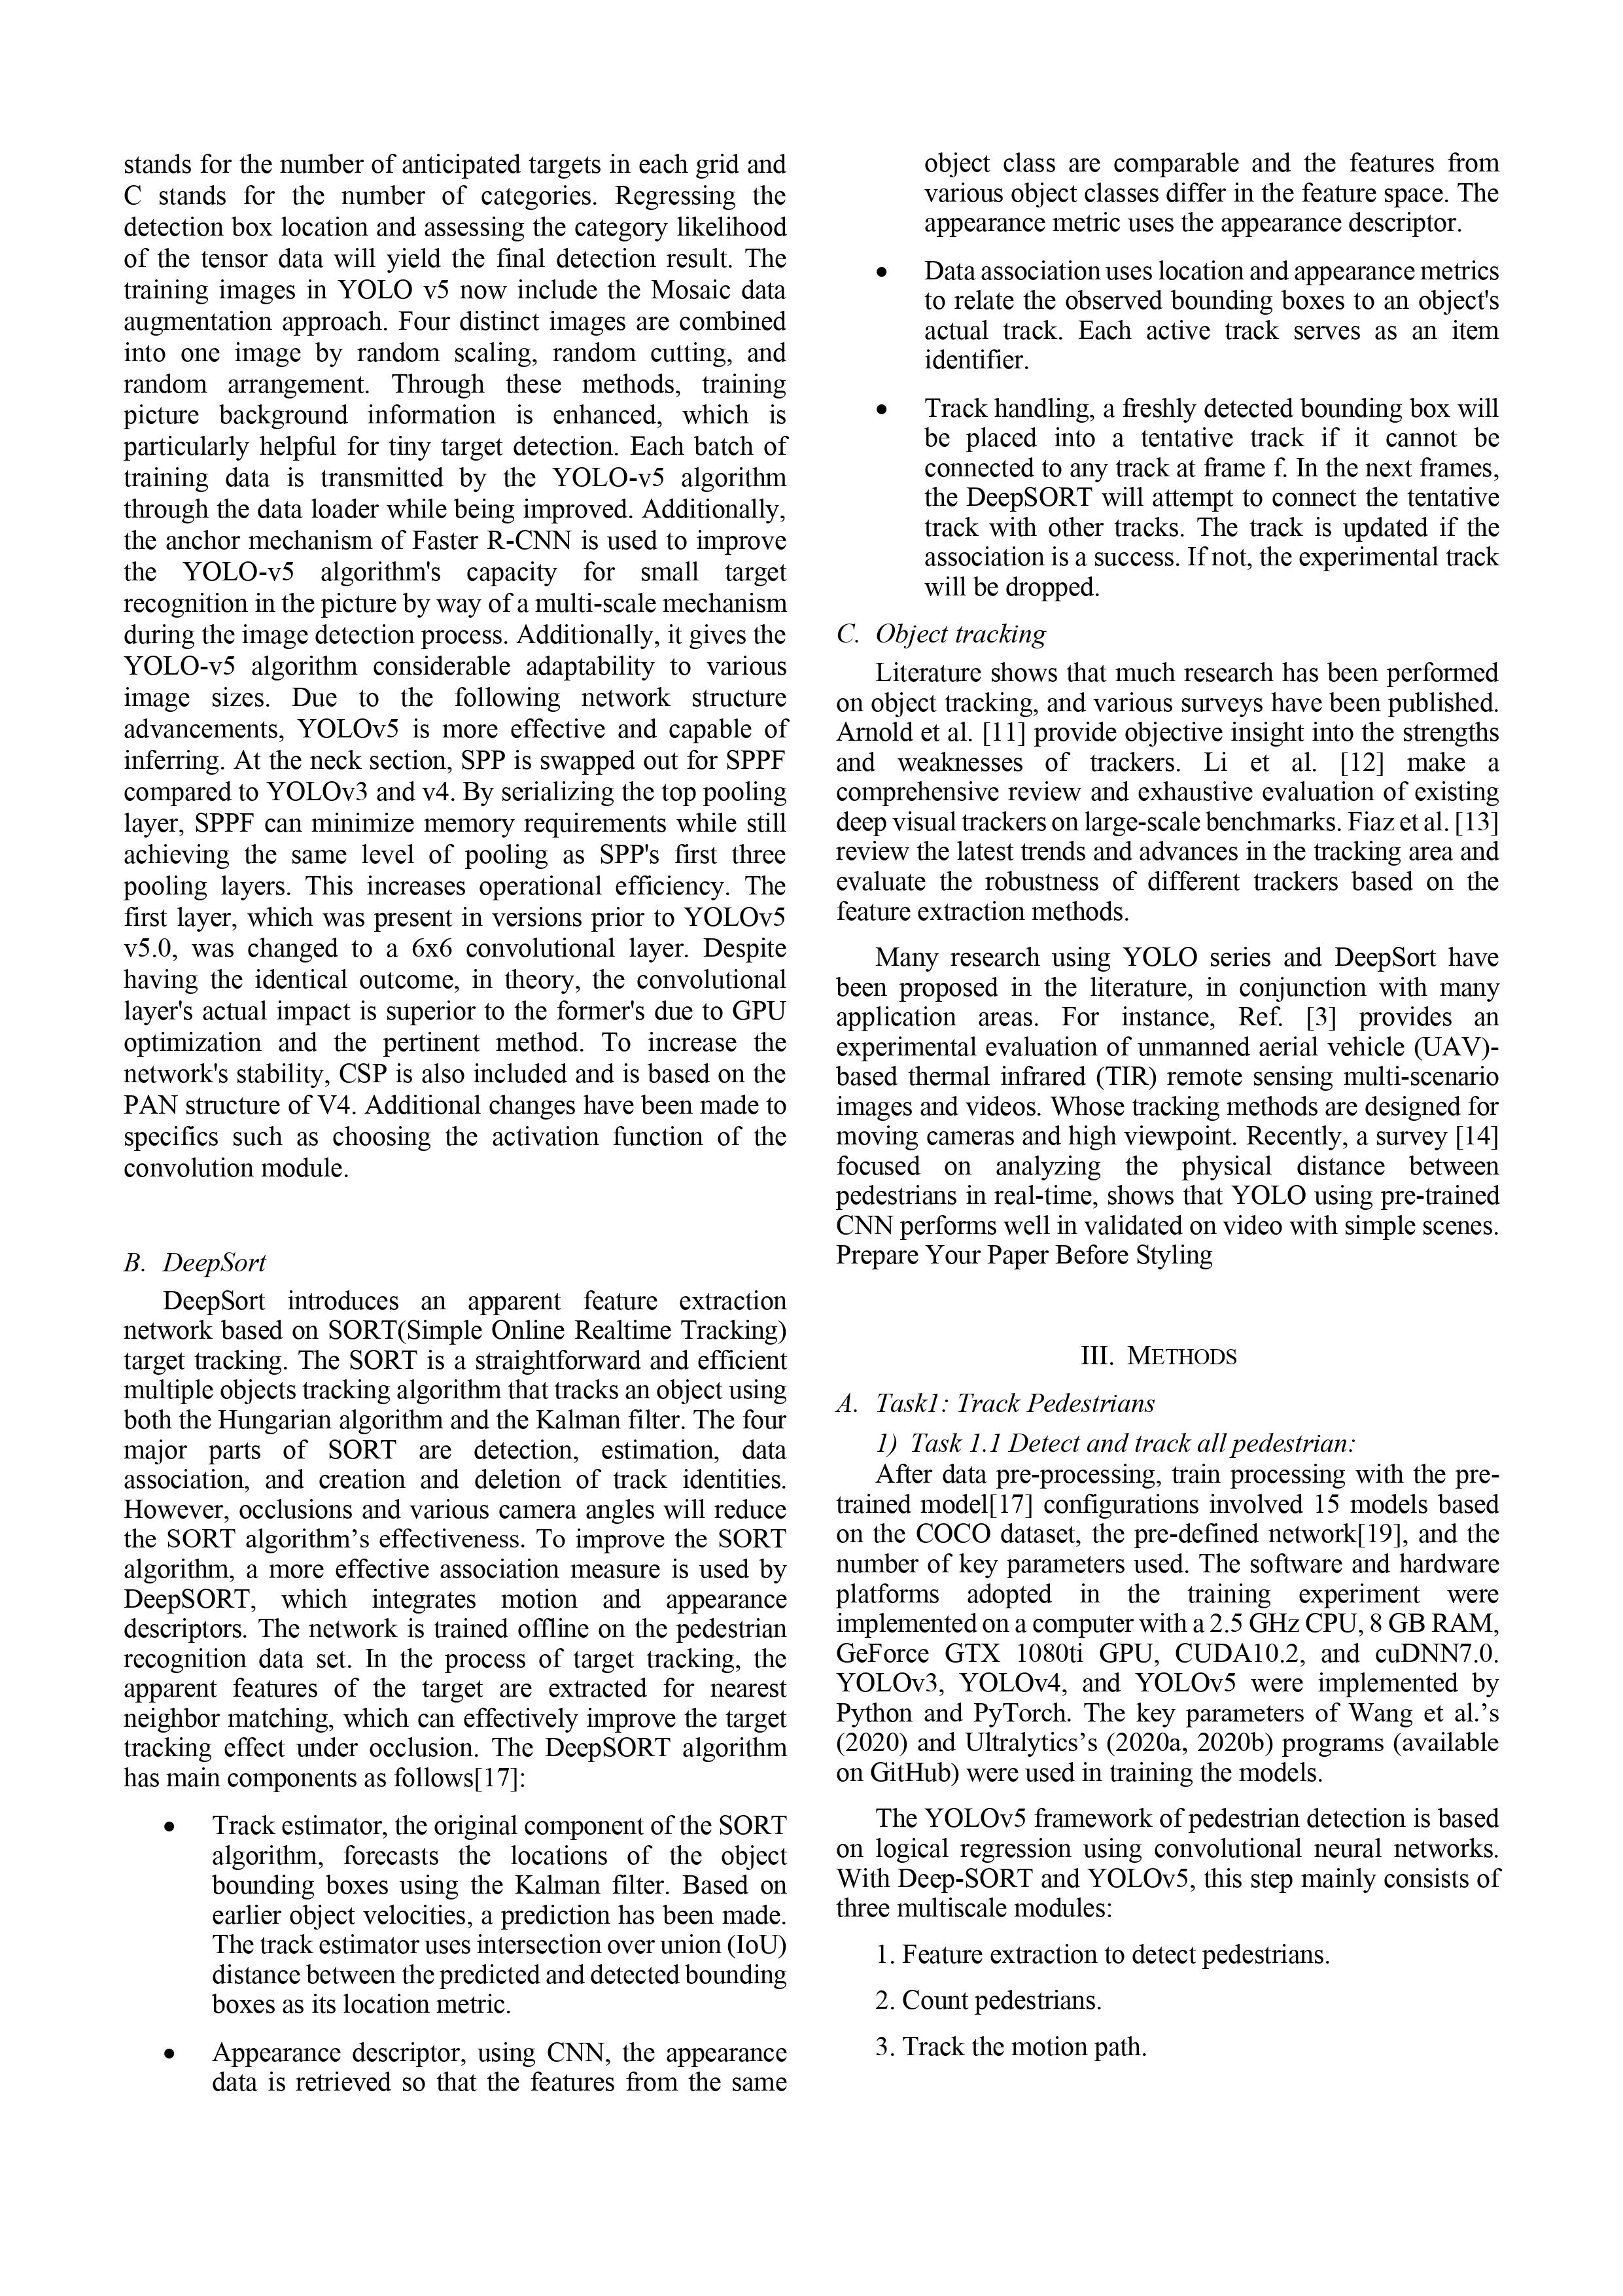 stands for the number of anticipated targets in each grid and
C stands for the number of categories. Regressing the
detection box location and assessing the category likelihood
of the tensor data will yield the final detection result. The
training images in YOLO v5 now include the Mosaic data
augmentation approach. Four distinct images are combined
into one image by random scaling, random cutting, and
random arrangement. Through these methods, training
picture background information is enhanced, which is
particularly helpful for tiny target detection. Each batch of
training data is transmitted by the YOLO-v5 algorithm
through the data loader while being improved. Additionally,
the anchor mechanism of Faster R-CNN is used to improve
the YOLO-v5 algorithm's capacity for small target
recognition in the picture by way of a multi-scale mechanism
during the image detection process. Additionally, it gives the
YOLO-v5 algorithm considerable adaptability to various
image sizes. Due to the following network structure
advancements, YOLOv5 is more effective and capable of
inferring. At the neck section, SPP is swapped out for SPPF
compared to YOLOv3 and v4. By serializing the top pooling
layer, SPPF can minimize memory requirements while still
achieving the same level of pooling as SPP's first three
pooling layers. This increases operational efficiency. The
first layer, which was present in versions prior to YOLOv5
v5.0, was changed to a 6x6 convolutional layer. Despite
having the identical outcome, in theory, the convolutional
layer's actual impact is superior to the former's due to GPU
optimization and the pertinent method. To increase the
network's stability, CSP is also included and is based on the
PAN structure of V4. Additional changes have been made to
specifics such as choosing the activation function of the
convolution module.
B. DeepSort
DeepSort introduces an apparent feature extraction
network based on SORT(Simple Online Realtime Tracking)
target tracking. The SORT is a straightforward and efficient
multiple objects tracking algorithm that tracks an object using
both the Hungarian algorithm and the Kalman filter. The four
major parts of SORT are detection, estimation, data
association, and creation and deletion of track identities.
However, occlusions and various camera angles will reduce
the SORT algorithm’s effectiveness. To improve the SORT
algorithm, a more effective association measure is used by
DeepSORT, which integrates motion and appearance
descriptors. The network is trained offline on the pedestrian
recognition data set. In the process of target tracking, the
apparent features of the target are extracted for nearest
neighbor matching, which can effectively improve the target
tracking effect under occlusion. The DeepSORT algorithm
has main components as follows[17]:
• Track estimator, the original component of the SORT
algorithm, forecasts the locations of the object
bounding boxes using the Kalman filter. Based on
earlier object velocities, a prediction has been made.
The track estimator uses intersection over union (IoU)
distance between the predicted and detected bounding
boxes as its location metric.
• Appearance descriptor, using CNN, the appearance
data is retrieved so that the features from the same
object class are comparable and the features from
various object classes differ in the feature space. The
appearance metric uses the appearance descriptor.
• Data association uses location and appearance metrics
to relate the observed bounding boxes to an object's
actual track. Each active track serves as an item
identifier.
• Track handling, a freshly detected bounding box will
be placed into a tentative track if it cannot be
connected to any track at frame f. In the next frames,
the DeepSORT will attempt to connect the tentative
track with other tracks. The track is updated if the
association is a success. If not, the experimental track
will be dropped.
C. Object tracking
Literature shows that much research has been performed
on object tracking, and various surveys have been published.
Arnold et al. [11] provide objective insight into the strengths
and weaknesses of trackers. Li et al. [12] make a
comprehensive review and exhaustive evaluation of existing
deep visual trackers on large-scale benchmarks. Fiaz et al. [13]
review the latest trends and advances in the tracking area and
evaluate the robustness of different trackers based on the
feature extraction methods.
Many research using YOLO series and DeepSort have
been proposed in the literature, in conjunction with many
application areas. For instance, Ref. [3] provides an
experimental evaluation of unmanned aerial vehicle (UAV)-
based thermal infrared (TIR) remote sensing multi-scenario
images and videos. Whose tracking methods are designed for
moving cameras and high viewpoint. Recently, a survey [14]
focused on analyzing the physical distance between
pedestrians in real-time, shows that YOLO using pre-trained
CNN performs well in validated on video with simple scenes.
Prepare Your Paper Before Styling
III. METHODS
A. Task1: Track Pedestrians
1) Task 1.1 Detect and track all pedestrian:
After data pre-processing, train processing with the pre-
trained model[17] configurations involved 15 models based
on the COCO dataset, the pre-defined network[19], and the
number of key parameters used. The software and hardware
platforms adopted in the training experiment were
implemented on a computer with a 2.5 GHz CPU, 8 GB RAM,
GeForce GTX 1080ti GPU, CUDA10.2, and cuDNN7.0.
YOLOv3, YOLOv4, and YOLOv5 were implemented by
Python and PyTorch. The key parameters of Wang et al.’s
(2020) and Ultralytics’s (2020a, 2020b) programs (available
on GitHub) were used in training the models.
The YOLOv5 framework of pedestrian detection is based
on logical regression using convolutional neural networks.
With Deep-SORT and YOLOv5, this step mainly consists of
three multiscale modules:
1. Feature extraction to detect pedestrians.
2. Count pedestrians.
3. Track the motion path.